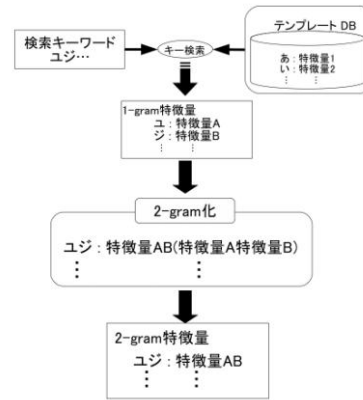 検索キーワード
ユジ…
キー検索
テンプレート DB
あ：特徴量1
い：特徴量2
⋮ ⋮
1-gram特徴量
ユ：特徴量A
ジ：特徴量B
⋮ ⋮
2-gram化
ユジ：特徴量AB(特徴量A特徴量B)
⋮ ⋮
2-gram特徴量
ユジ：特徴量AB
⋮ ⋮